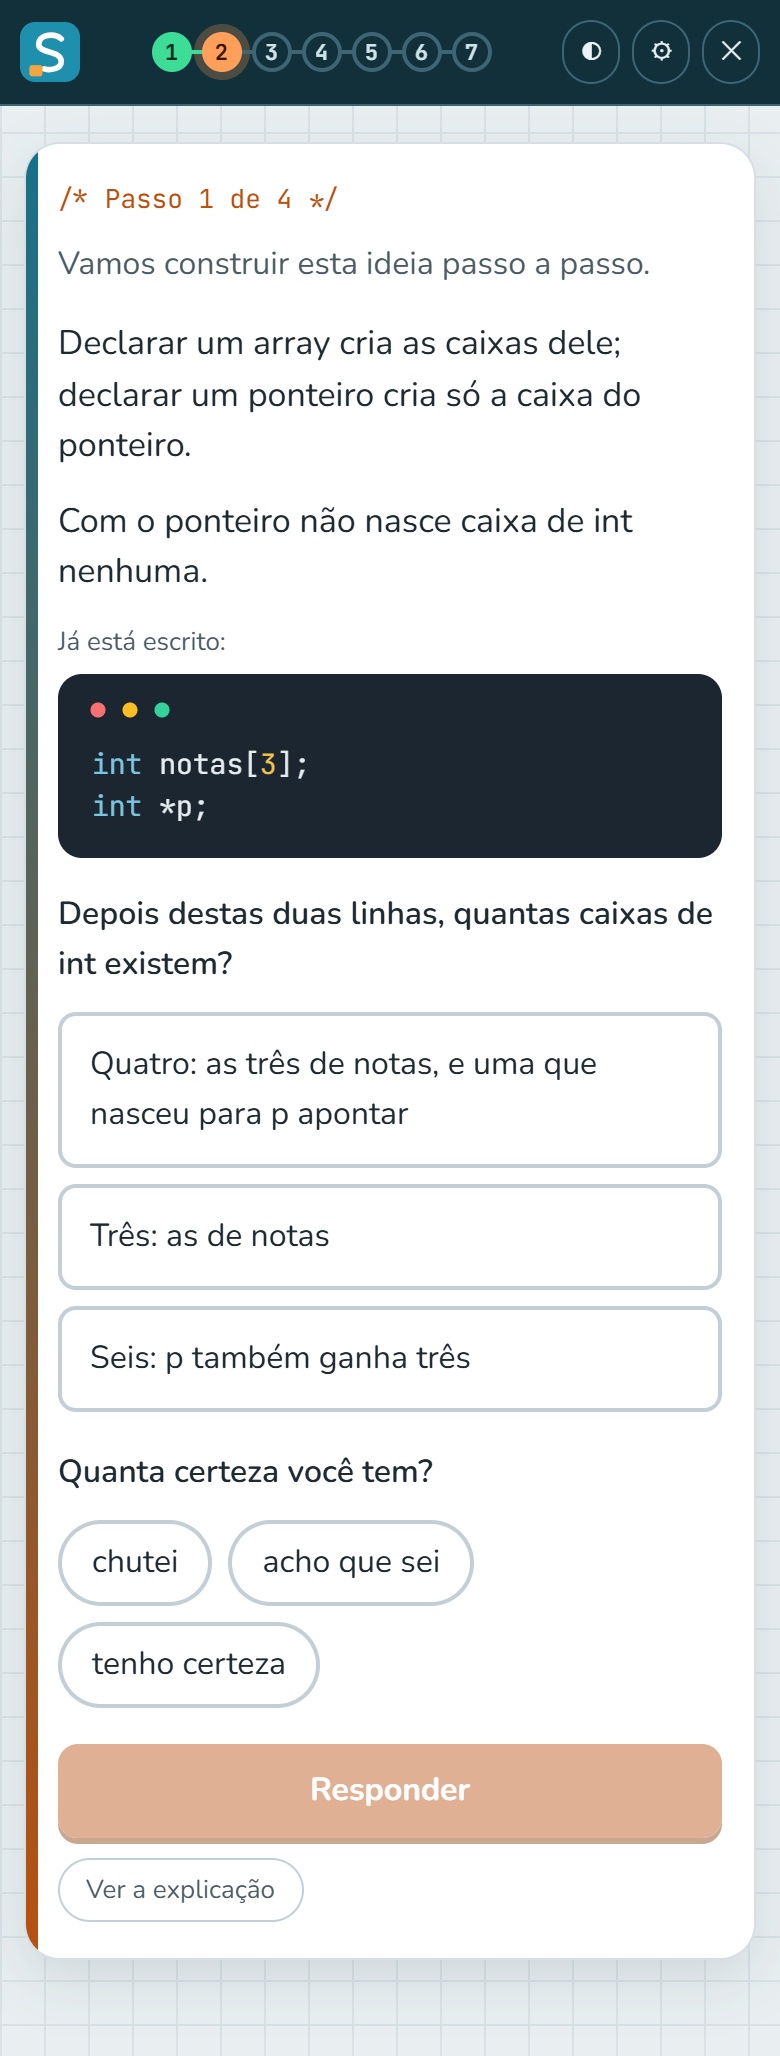 S
1 2 3 4 5 6 7
/* Passo 1 de 4 */
Vamos construir esta ideia passo a passo.
Declarar um array cria as caixas dele;
declarar um ponteiro cria só a caixa do
ponteiro.
Com o ponteiro não nasce caixa de int
nenhuma.
Já está escrito:
int notas[3];
int *p;
Depois destas duas linhas, quantas caixas de
int existem?
Quatro: as três de notas, e uma que
nasceu para p apontar
Três: as de notas
Seis: p também ganha três
Quanta certeza você tem?
chutei acho que sei
tenho certeza
Responder
Ver a explicação